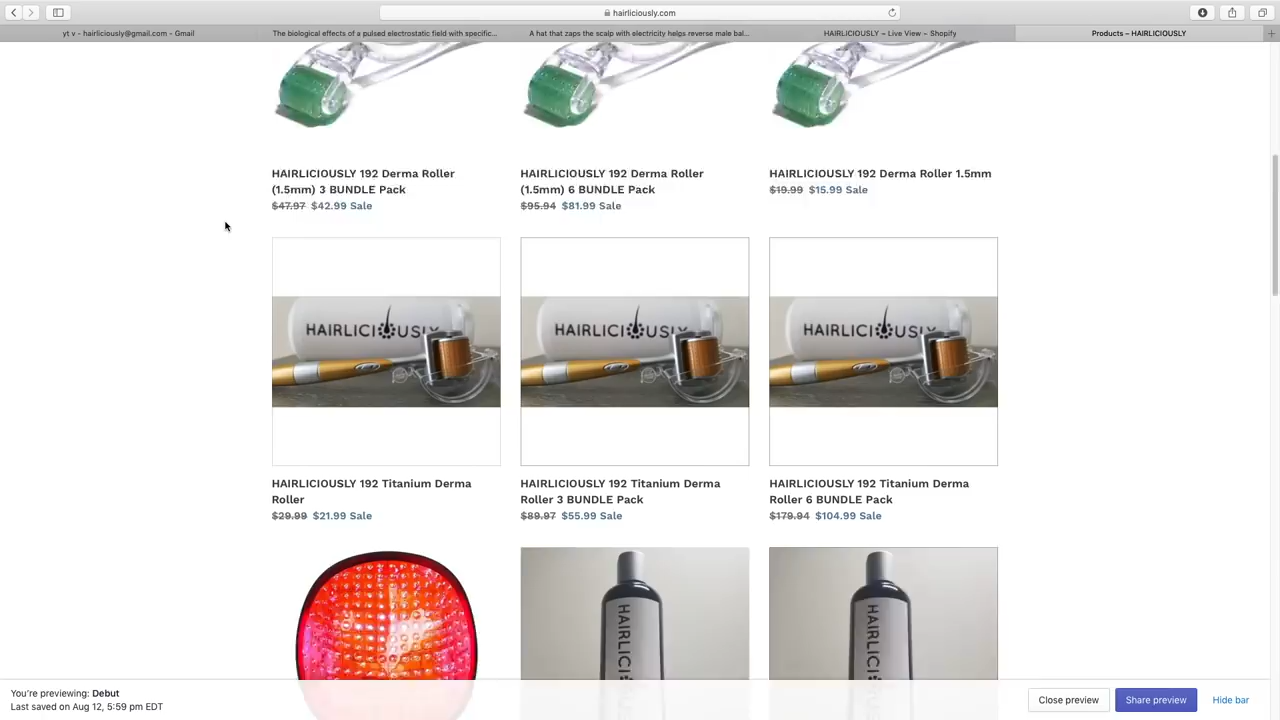 hairliciously.com
yt v - hairliciously@gmail.com - Gmail
The biological effects of a pulsed electrostatic field with specific...
A hat that zaps the scalp with electricity helps reverse male bal...
HAIRLICIOUSLY ~ Live View ~ Shopify
Products – HAIRLICIOUSLY
HAIRLICIOUSLY 192 Derma Roller
(1.5mm) 3 BUNDLE Pack
$47.97 $42.99 Sale
HAIRLICIOUSLY 192 Derma Roller
(1.5mm) 6 BUNDLE Pack
$95.94 $81.99 Sale
HAIRLICIOUSLY 192 Derma Roller 1.5mm
$19.99 $15.99 Sale
HAIRLICIOUSLY
HAIRLICIOUSLY
HAIRLICIOUSLY
HAIRLICIOUSLY 192 Titanium Derma
Roller
$29.99 $21.99 Sale
HAIRLICIOUSLY 192 Titanium Derma
Roller 3 BUNDLE Pack
$89.97 $55.99 Sale
HAIRLICIOUSLY 192 Titanium Derma
Roller 6 BUNDLE Pack
$179.94 $104.99 Sale
HAIRLICI
HAIRLICI
You're previewing: Debut
Last saved on Aug 12, 5:59 pm EDT
Close preview
Share preview
Hide bar